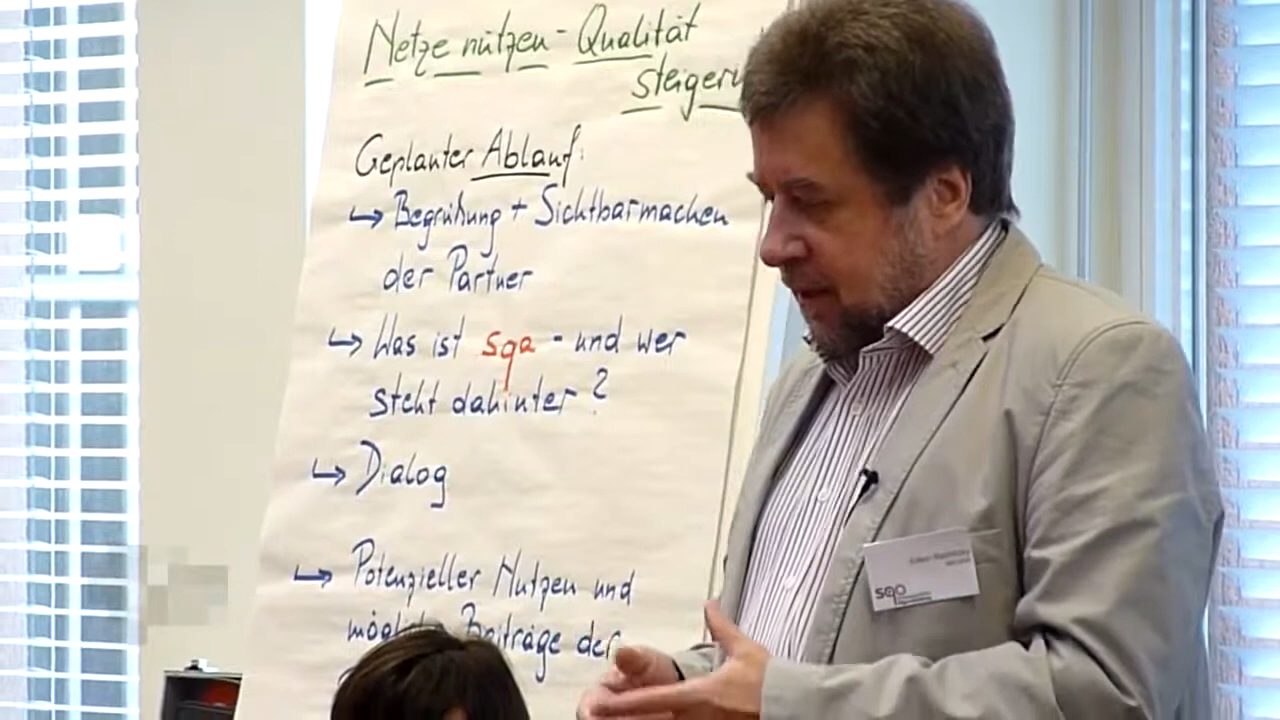 Netze nutzen - Qualität
steigern
Geplanter Ablauf:
↳ Begrüßung + Sichtbarmachen
der Partner
↳ Was ist sqa - und wer
steht dahinter?
↳ Dialog
↳ Potenzieller Nutzen und
Beiträge der
sqa